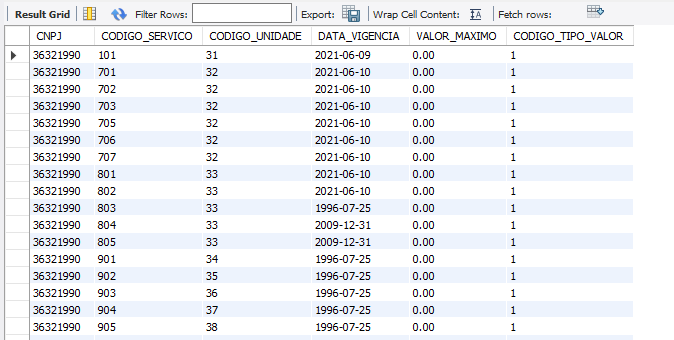 Result Grid Filter Rows: Export: Wrap Cell Content: Fetch rows:
CNPJ CODIGO_SERVICO CODIGO_UNIDADE DATA_VIGENCIA VALOR_MAXIMO CODIGO_TIPO_VALOR
36321990 101 31 2021-06-09 0.00 1
36321990 701 32 2021-06-10 0.00 1
36321990 702 32 2021-06-10 0.00 1
36321990 703 32 2021-06-10 0.00 1
36321990 705 32 2021-06-10 0.00 1
36321990 706 32 2021-06-10 0.00 1
36321990 707 32 2021-06-10 0.00 1
36321990 801 33 2021-06-10 0.00 1
36321990 802 33 2021-06-10 0.00 1
36321990 803 33 1996-07-25 0.00 1
36321990 804 33 2009-12-31 0.00 1
36321990 805 33 2009-12-31 0.00 1
36321990 901 34 1996-07-25 0.00 1
36321990 902 35 1996-07-25 0.00 1
36321990 903 36 1996-07-25 0.00 1
36321990 904 37 1996-07-25 0.00 1
36321990 905 38 1996-07-25 0.00 1